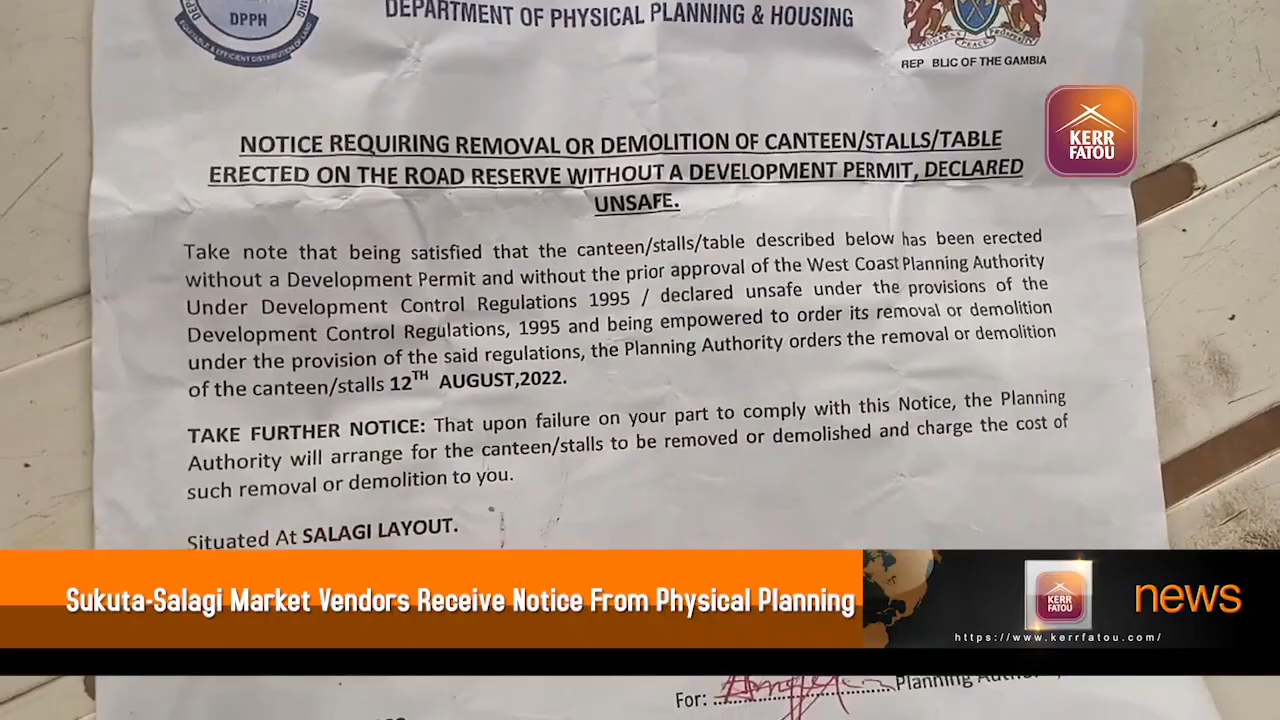 DPPH
EQUITABLE & EFFICIENT DISTRIBUTION OF LAND
DEPARTMENT OF PHYSICAL PLANNING & HOUSING
PROGRESS PEACE PROSPERITY
REP BLIC OF THE GAMBIA
KERR
FATOU
NOTICE REQUIRING REMOVAL OR DEMOLITION OF CANTEEN/STALLS/TABLE
ERECTED ON THE ROAD RESERVE WITHOUT A DEVELOPMENT PERMIT, DECLARED
UNSAFE.
Take note that being satisfied that the canteen/stalls/table described below has been erected
without a Development Permit and without the prior approval of the West Coast Planning Authority
Under Development Control Regulations 1995 / declared unsafe under the provisions of the
Development Control Regulations, 1995 and being empowered to order its removal or demolition
under the provision of the said regulations, the Planning Authority orders the removal or demolition
of the canteen/stalls 12TH AUGUST,2022.
TAKE FURTHER NOTICE: That upon failure on your part to comply with this Notice, the Planning
Authority will arrange for the canteen/stalls to be removed or demolished and charge the cost of
such removal or demolition to you.
Situated At SALAGI LAYOUT.
Sukuta-Salagi Market Vendors Receive Notice From Physical Planning
KERR
FATOU
news
https://www.kerrfatou.com/
For: Planning